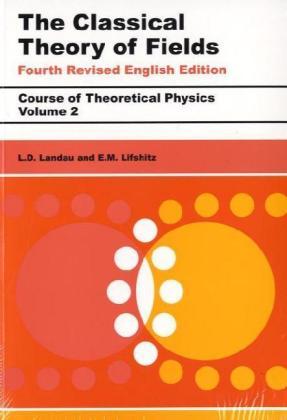 The Classical
Theory of Fields
Fourth Revised English Edition
Course of Theoretical Physics
Volume 2
L.D. Landau and E.M. Lifshitz